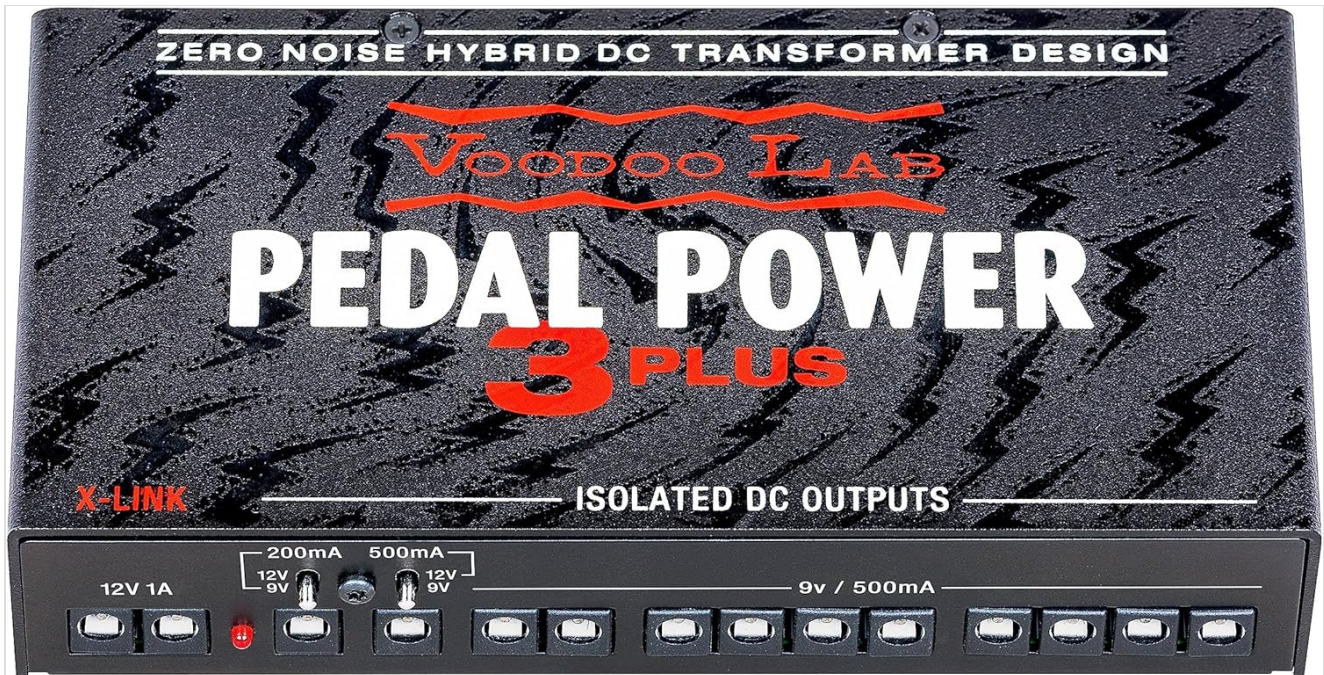 ZERO NOISE HYBRID DC TRANSFORMER DESIGN
VOODOO LAB
PEDAL POWER
3 PLUS
X-LINK ISOLATED DC OUTPUTS
200mA 500mA
12V 12V
9V 9V
12V 1A 9v / 500mA